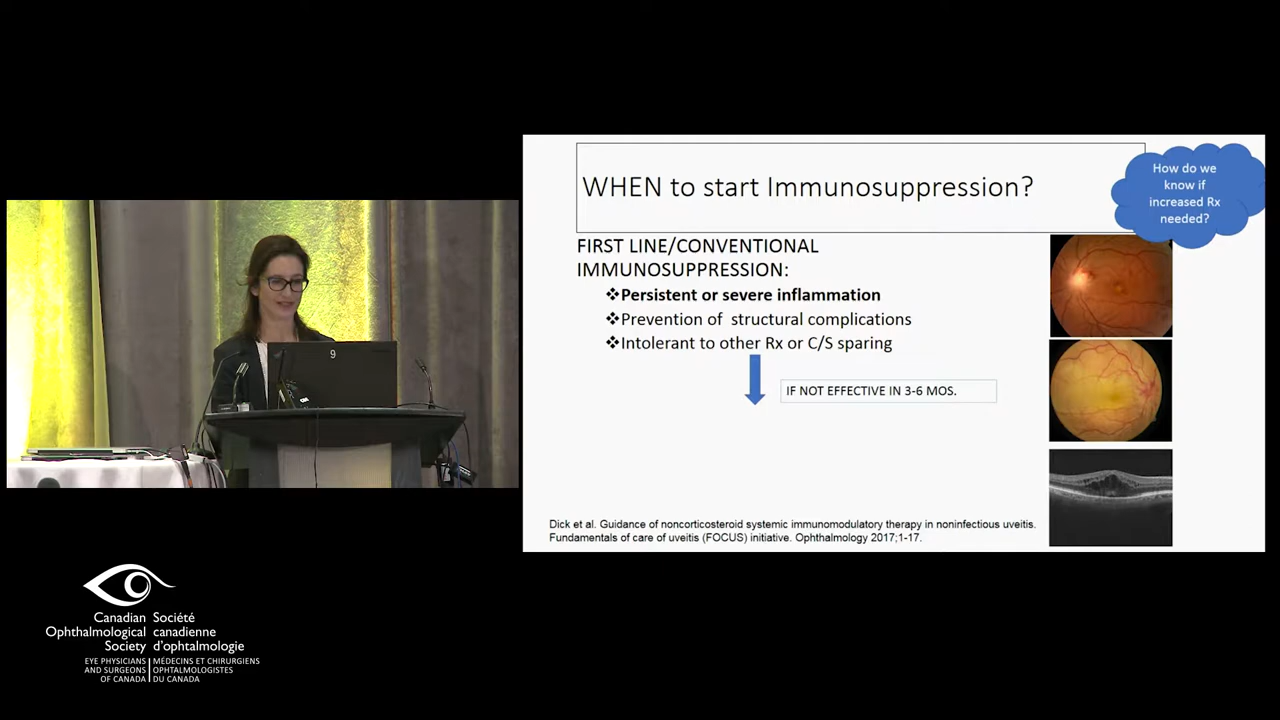 WHEN to start Immunosuppression?
How do we
know if
increased Rx
needed?
FIRST LINE/CONVENTIONAL
IMMUNOSUPPRESSION:
❖Persistent or severe inflammation
❖Prevention of structural complications
❖Intolerant to other Rx or C/S sparing
IF NOT EFFECTIVE IN 3-6 MOS.
Dick et al. Guidance of noncorticosteroid systemic immunomodulatory therapy in noninfectious uveitis.
Fundamentals of care of uveitis (FOCUS) initiative. Ophthalmology 2017;1-17.
9
Canadian
Ophthalmological
Society
Société
canadienne
d'ophtalmologie
EYE PHYSICIANS
AND SURGEONS
OF CANADA
MÉDECINS ET CHIRURGIENS
OPHTALMOLOGISTES
DU CANADA